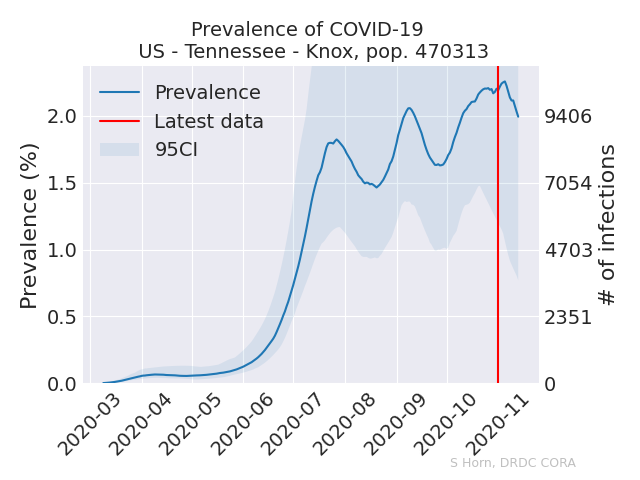 Prevalence of COVID-19
US - Tennessee - Knox, pop. 470313
Prevalence
Latest data
95CI
Prevalence (%)
2.0
1.5
1.0
0.5
0.0
9406
7054
4703
2351
0
# of infections
2020-03
2020-04
2020-05
2020-06
2020-07
2020-08
2020-09
2020-10
2020-11
S Horn, DRDC CORA